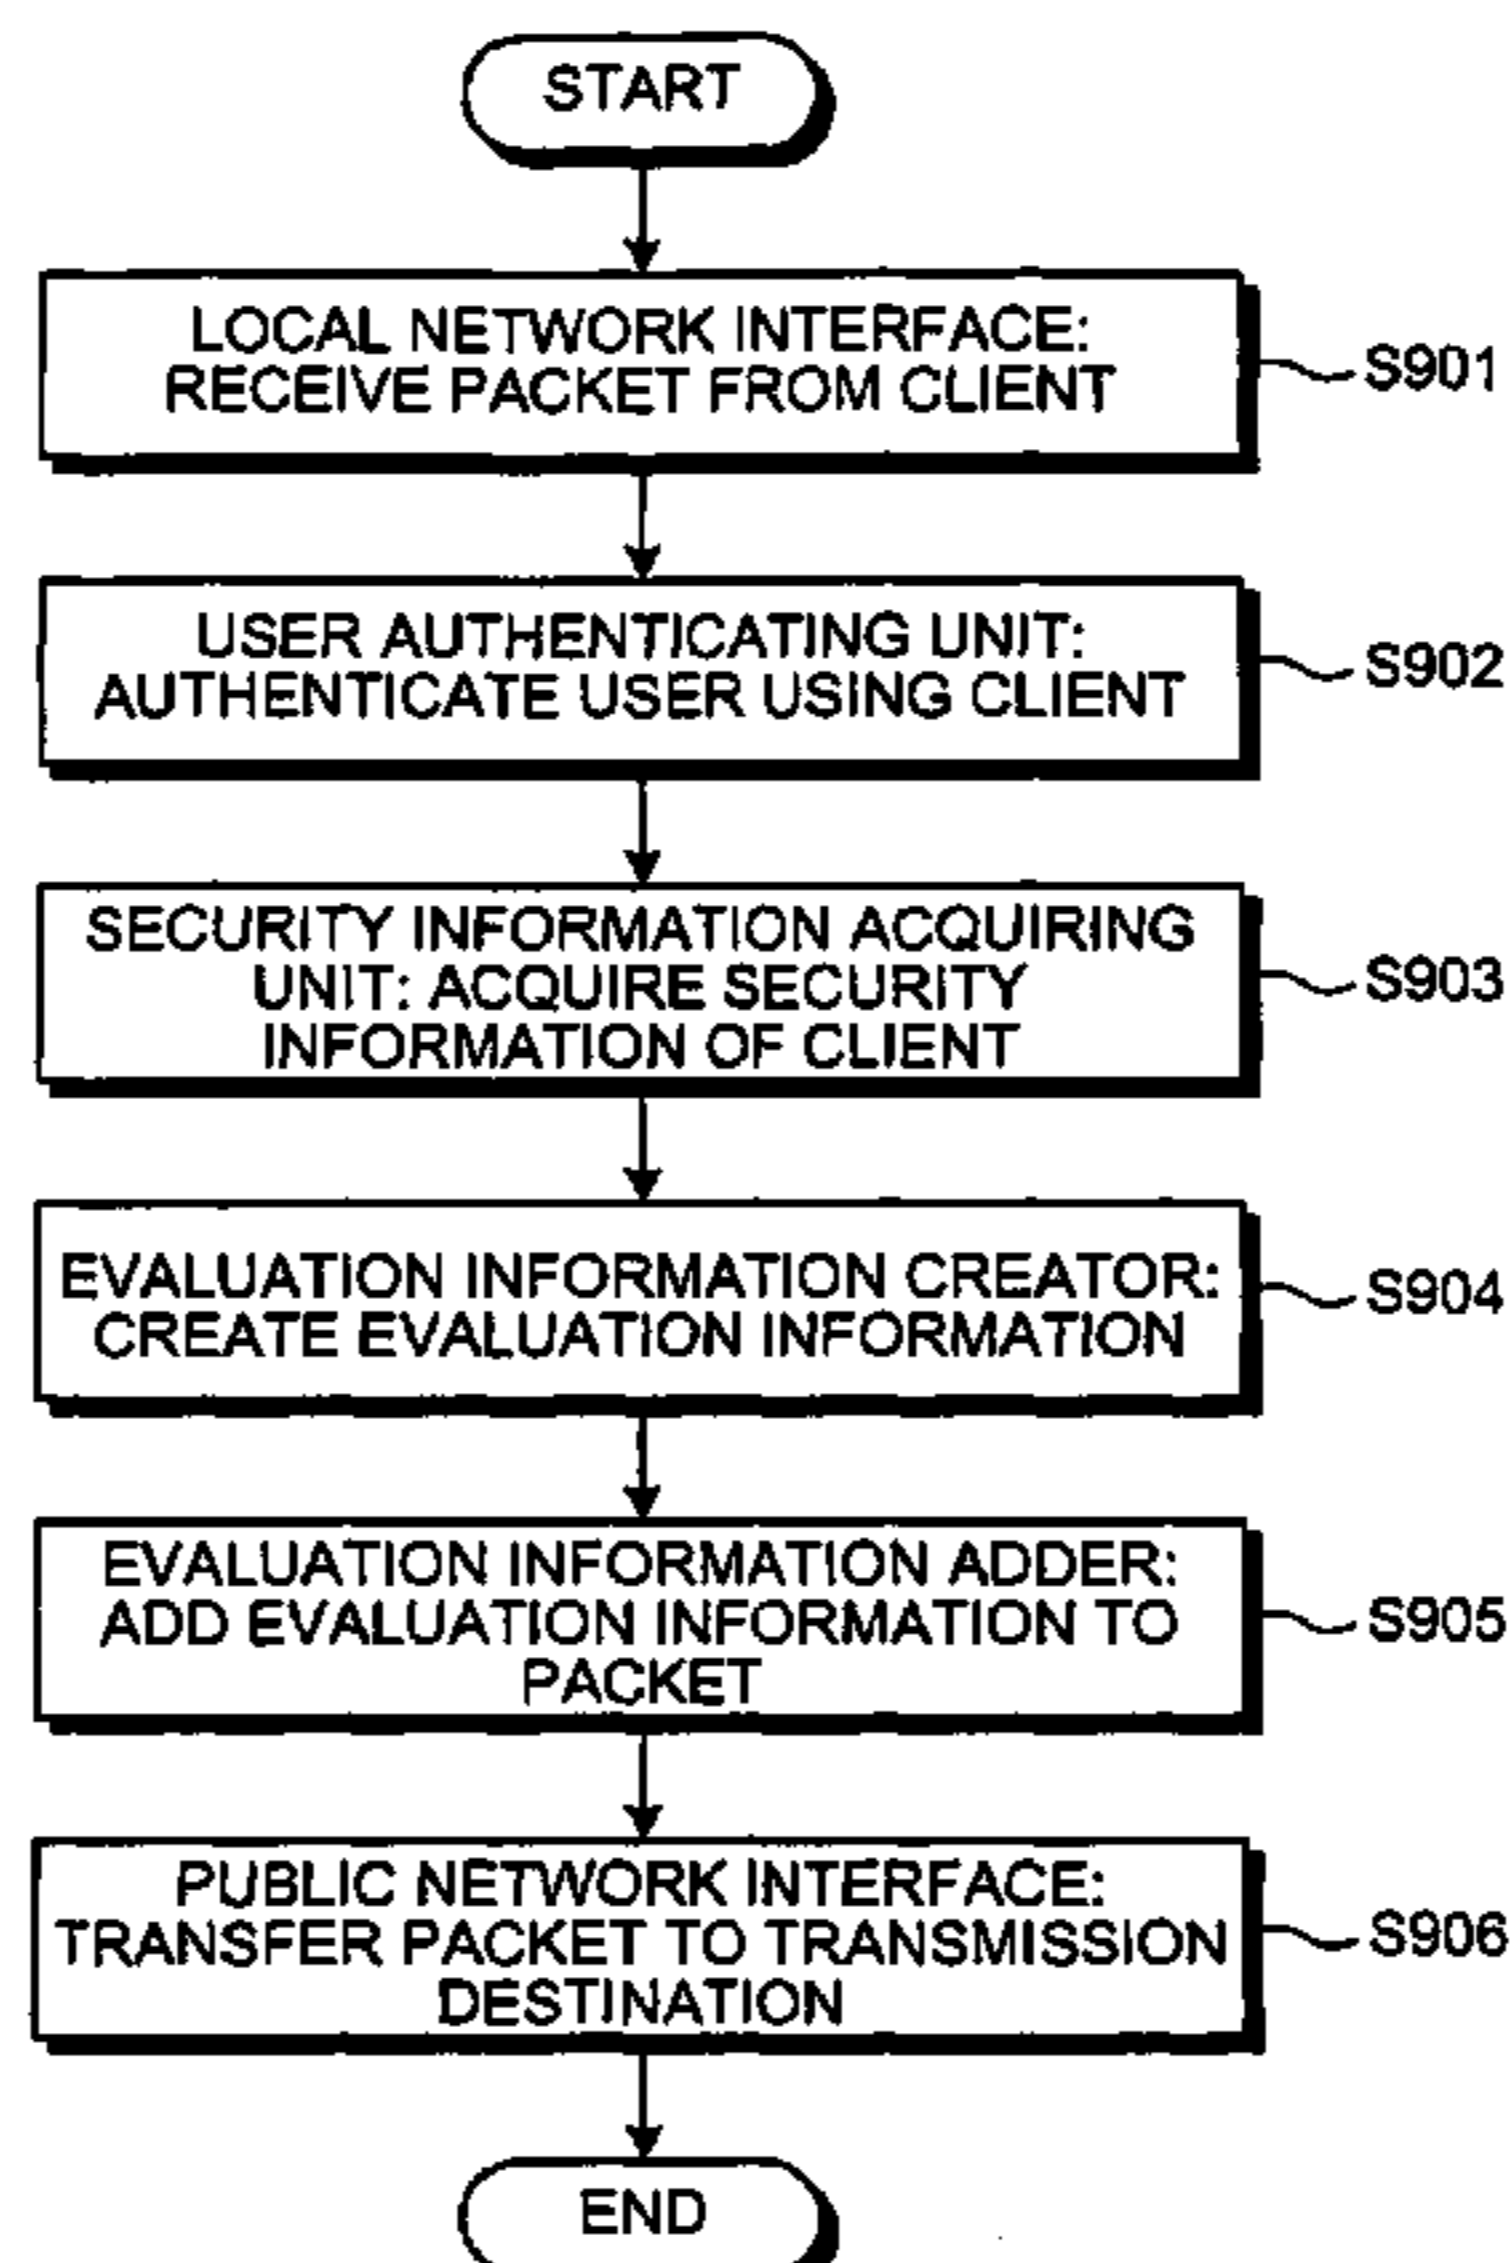 START
LOCAL NETWORK INTERFACE:
RECEIVE PACKET FROM CLIENT
S901
USER AUTHENTICATING UNIT:
AUTHENTICATE USER USING CLIENT
S902
SECURITY INFORMATION ACQUIRING
UNIT: ACQUIRE SECURITY
INFORMATION OF CLIENT
S903
EVALUATION INFORMATION CREATOR:
CREATE EVALUATION INFORMATION
S904
EVALUATION INFORMATION ADDER:
ADD EVALUATION INFORMATION TO
PACKET
S905
PUBLIC NETWORK INTERFACE:
TRANSFER PACKET TO TRANSMISSION
DESTINATION
S906
END